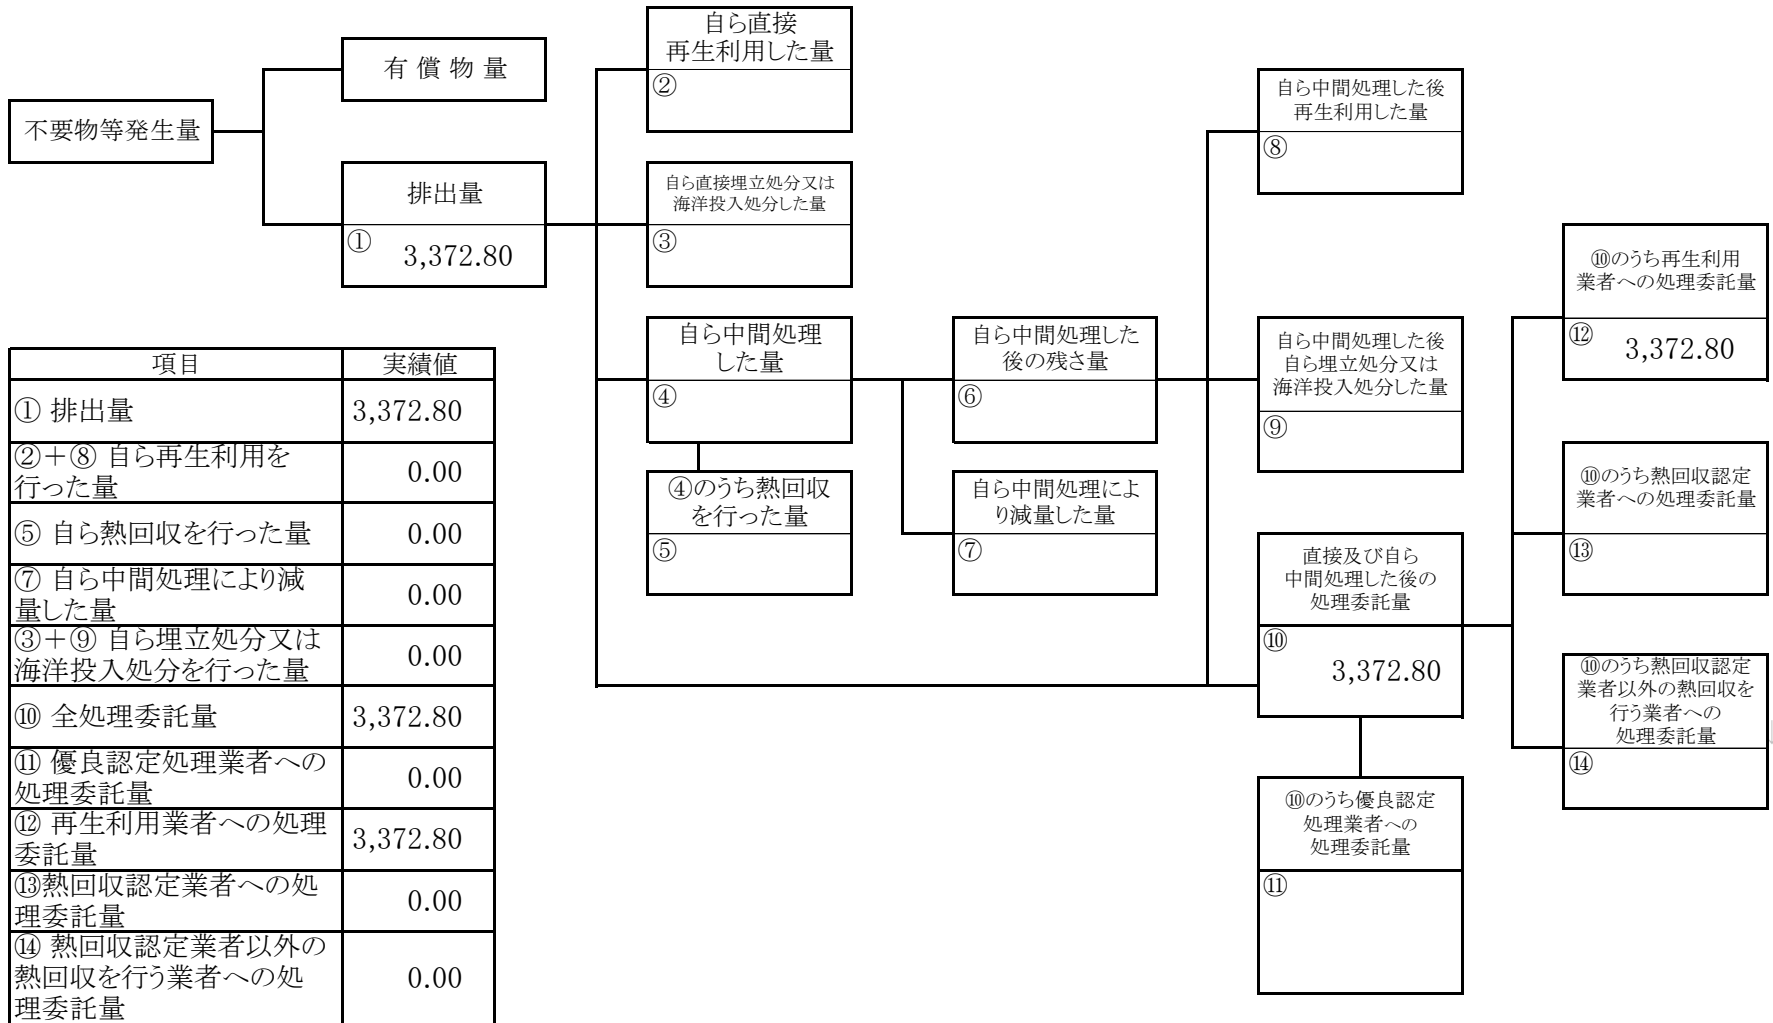 自ら直接
再生利用した量
②
有 償 物 量
不要物等発生量
自ら中間処理した後
再生利用した量
⑧
排出量
① 3,372.80
自ら直接埋立処分又は
海洋投入処分した量
③
⑩のうち再生利用
業者への処理委託量
⑫ 3,372.80
自ら中間処理
した量
④
自ら中間処理した
後の残さ量
⑥
自ら中間処理した後
自ら埋立処分又は
海洋投入処分した量
⑨
④のうち熱回収
を行った量
⑤
自ら中間処理によ
り減量した量
⑦
⑩のうち熱回収認定
業者への処理委託量
⑬
直接及び自ら
中間処理した後の
処理委託量
⑩
3,372.80
⑩のうち熱回収認定
業者以外の熱回収を
行う業者への
処理委託量
⑭
⑩のうち優良認定
処理業者への
処理委託量
⑪
項目 実績値
① 排出量 3,372.80
②＋⑧ 自ら再生利用を
行った量 0.00
⑤ 自ら熱回収を行った量 0.00
⑦ 自ら中間処理により減
量した量 0.00
③＋⑨ 自ら埋立処分又は
海洋投入処分を行った量 0.00
⑩ 全処理委託量 3,372.80
⑪ 優良認定処理業者への
処理委託量 0.00
⑫ 再生利用業者への処理
委託量 3,372.80
⑬熱回収認定業者への処
理委託量 0.00
⑭ 熱回収認定業者以外の
熱回収を行う業者への処
理委託量 0.00